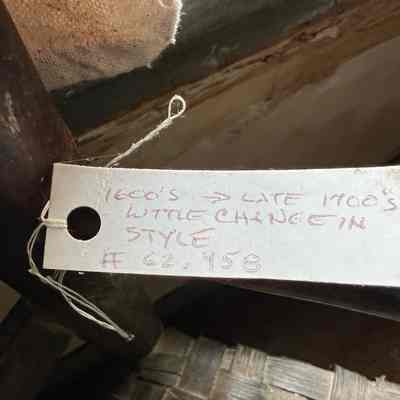 1600'S → LATE 1700'S
LITTLE CHANGE IN
STYLE
# 62.958